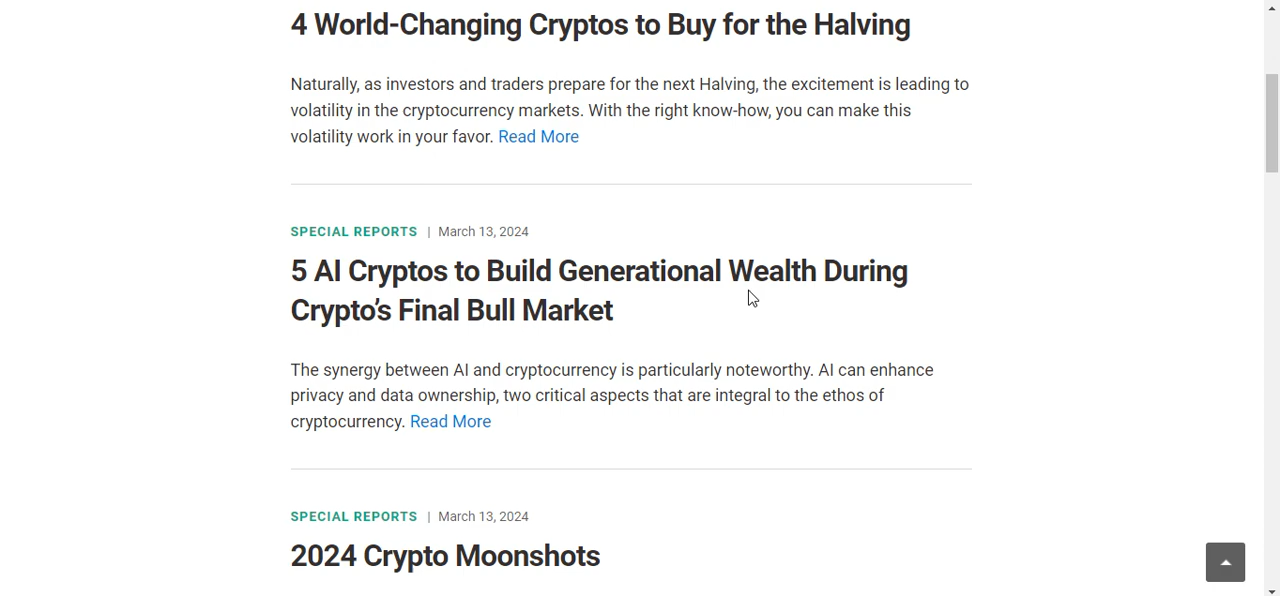 4 World-Changing Cryptos to Buy for the Halving
Naturally, as investors and traders prepare for the next Halving, the excitement is leading to
volatility in the cryptocurrency markets. With the right know-how, you can make this
volatility work in your favor. Read More
SPECIAL REPORTS | March 13, 2024
5 AI Cryptos to Build Generational Wealth During
Crypto’s Final Bull Market
The synergy between AI and cryptocurrency is particularly noteworthy. AI can enhance
privacy and data ownership, two critical aspects that are integral to the ethos of
cryptocurrency. Read More
SPECIAL REPORTS | March 13, 2024
2024 Crypto Moonshots